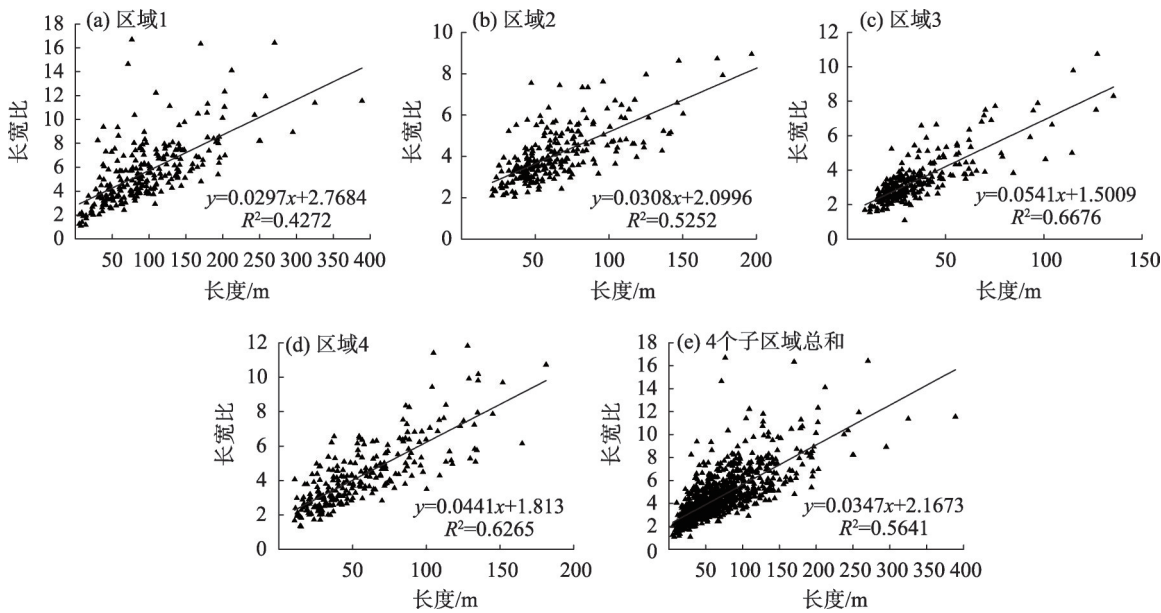 (a) 区域1
18
16
14
12
10
8
6
4
2
0
长宽比
y=0.0297x+2.7684
R²=0.4272
50 100 150 200 250 300 350 400
长度/m
(b) 区域2
10
8
6
4
2
0
长宽比
y=0.0308x+2.0996
R²=0.5252
50 100 150 200
长度/m
(c) 区域3
12
10
8
6
4
2
0
长宽比
y=0.0541x+1.5009
R²=0.6676
50 100 150
长度/m
(d) 区域4
12
10
8
6
4
2
0
长宽比
y=0.0441x+1.813
R²=0.6265
50 100 150 200
长度/m
(e) 4个子区域总和
18
16
14
12
10
8
6
4
2
0
长宽比
y=0.0347x+2.1673
R²=0.5641
50 100 150 200 250 300 350 400
长度/m